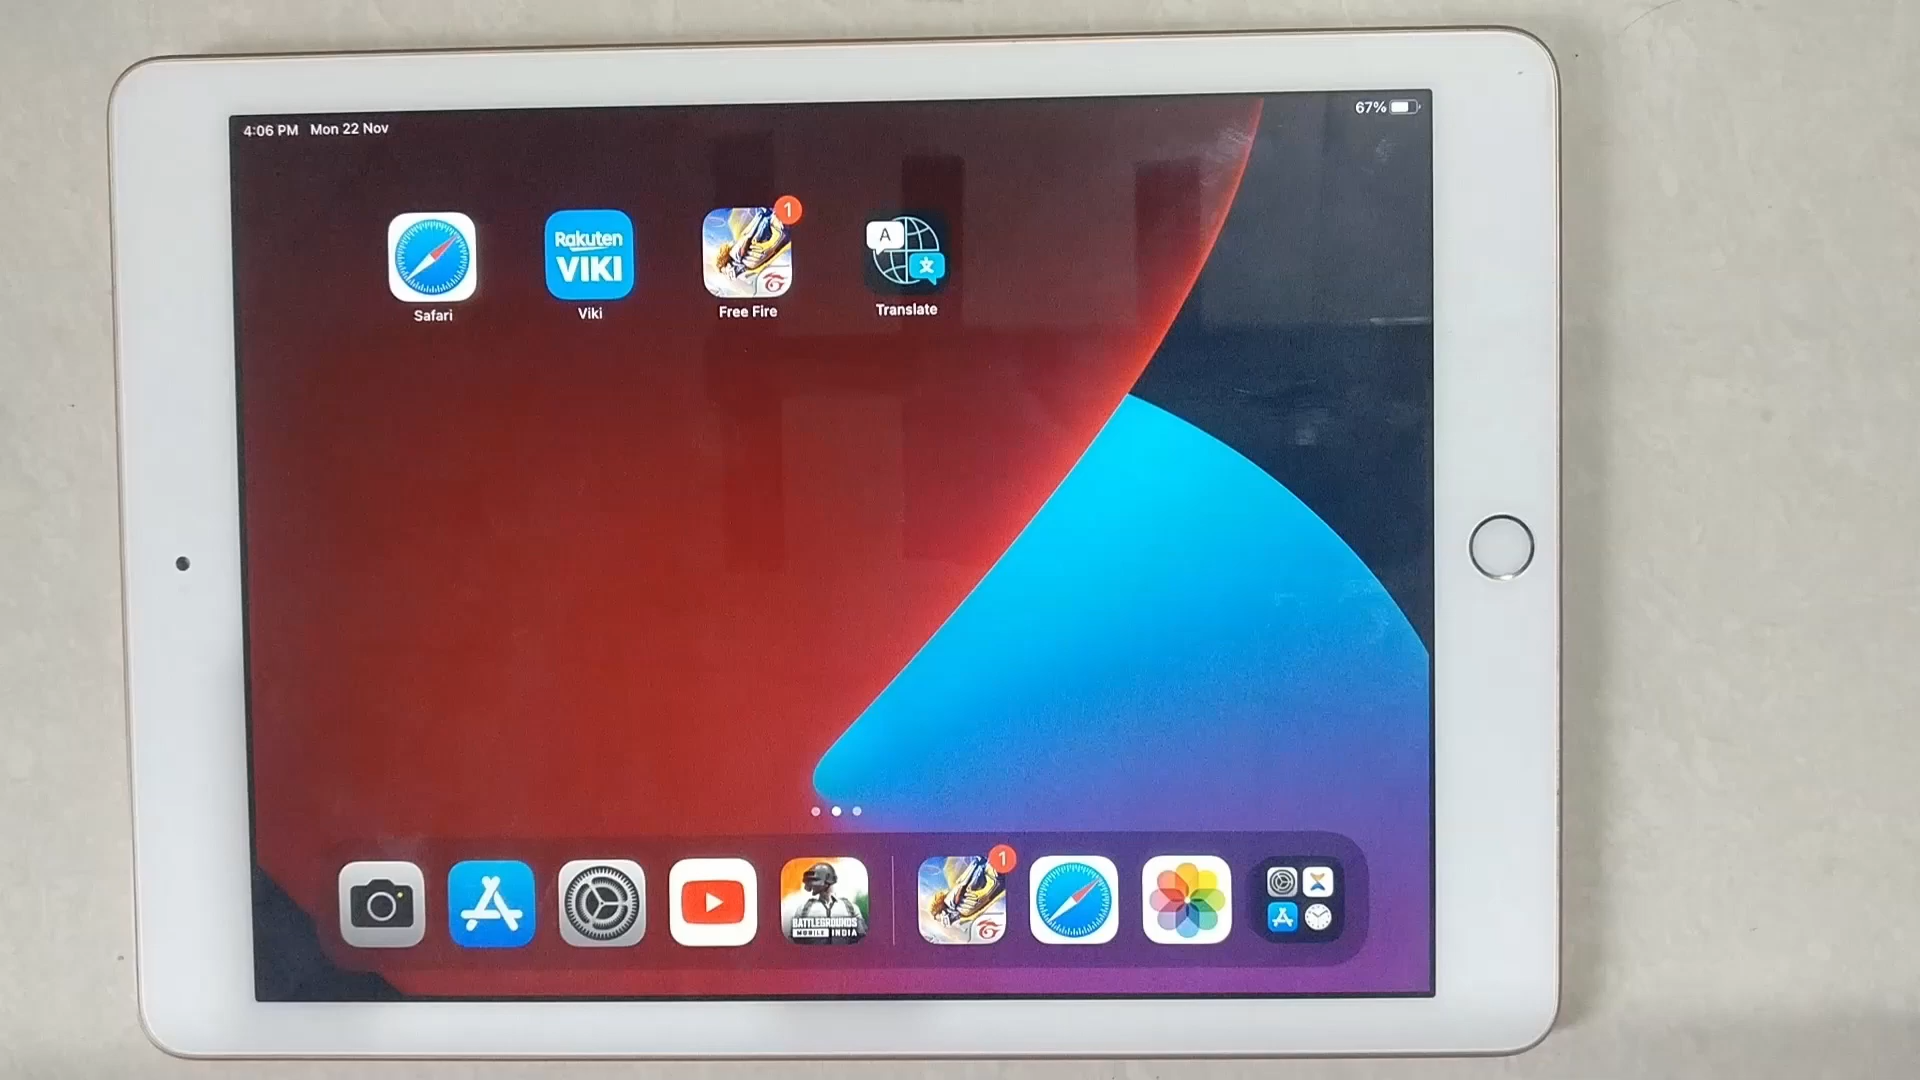 4:06 PM Mon 22 Nov
67%
1
Rakuten
VIKI
A
文
Safari
Viki
Free Fire
Translate
1
BATTLEGROUNDS
MOBILE INDIA